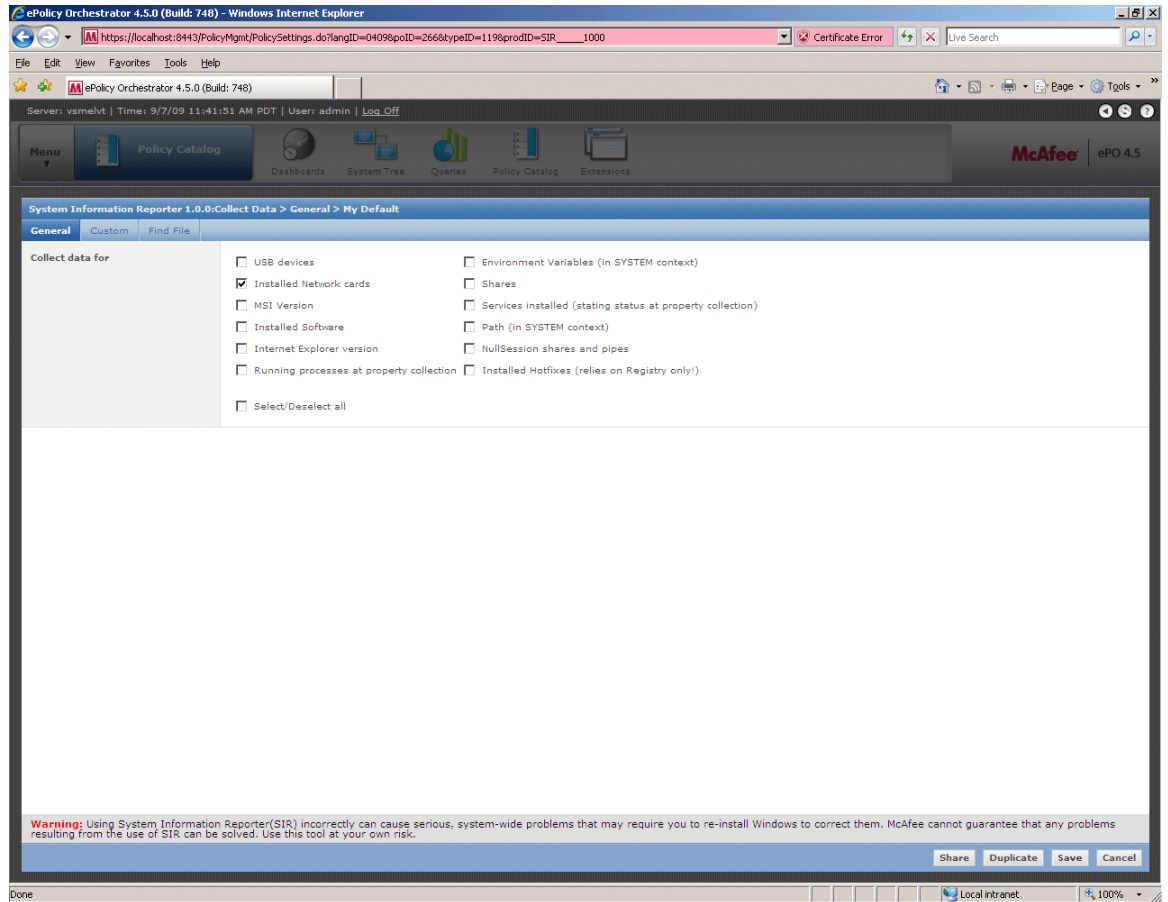 ePolicy Orchestrator 4.5.0 (Build: 748) - Windows Internet Explorer
https://localhost:8443/PolicyMgmt/PolicySettings.do?langID=0409&poID=266&typeID=119&prodID=SIR_____1000 Certificate Error Live Search
File Edit View Favorites Tools Help
ePolicy Orchestrator 4.5.0 (Build: 748) Page Tools »
Server: vsmelvt | Time: 9/7/09 11:41:51 AM PDT | User: admin | Log Off
Menu Policy Catalog Dashboards System Tree Queries Policy Catalog Extensions McAfee ePO 4.5
System Information Reporter 1.0.0:Collect Data > General > My Default
General Custom Find File
Collect data for
USB devices Environment Variables (in SYSTEM context)
Installed Network cards Shares
MSI Version Services installed (stating status at property collection)
Installed Software Path (in SYSTEM context)
Internet Explorer version NullSession shares and pipes
Running processes at property collection Installed Hotfixes (relies on Registry only!)
Select/Deselect all
Warning: Using System Information Reporter(SIR) incorrectly can cause serious, system-wide problems that may require you to re-install Windows to correct them. McAfee cannot guarantee that any problems
resulting from the use of SIR can be solved. Use this tool at your own risk.
Share Duplicate Save Cancel
Done Local intranet 100%